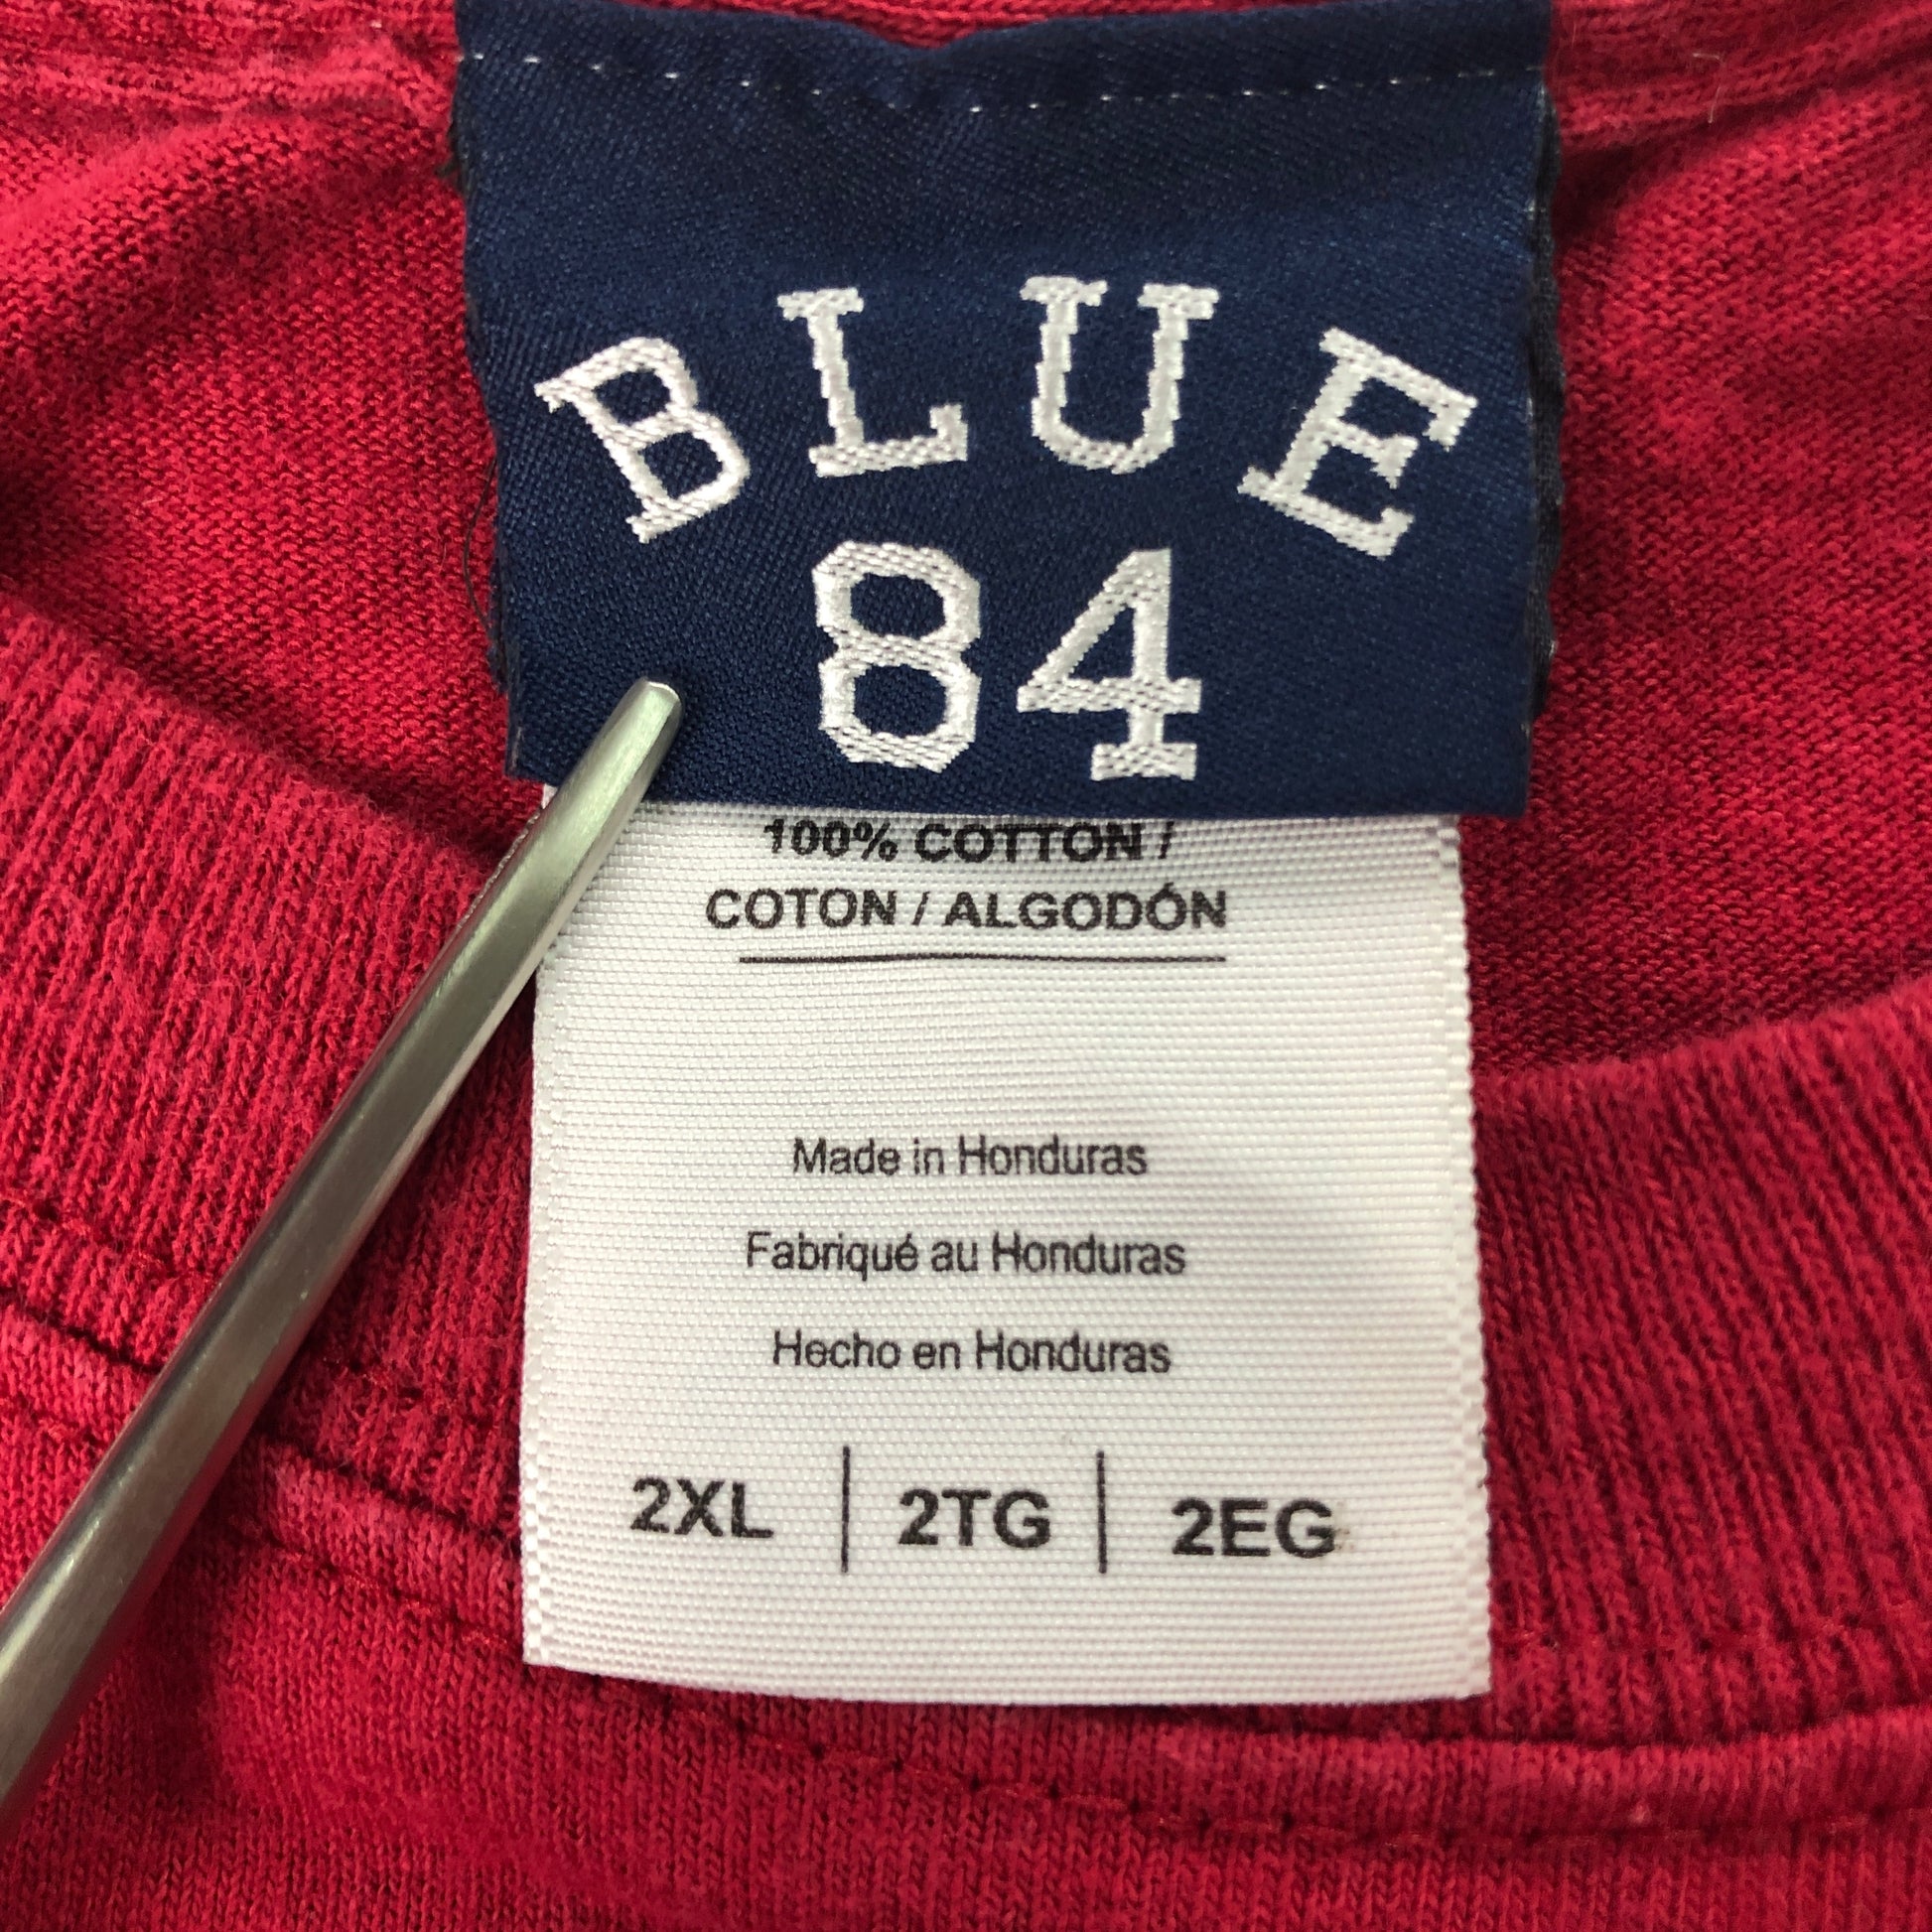 BLUE
84
100% COTTON /
COTON / ALGODÓN
Made in Honduras
Fabriqué au Honduras
Hecho en Honduras
2XL | 2TG | 2EG